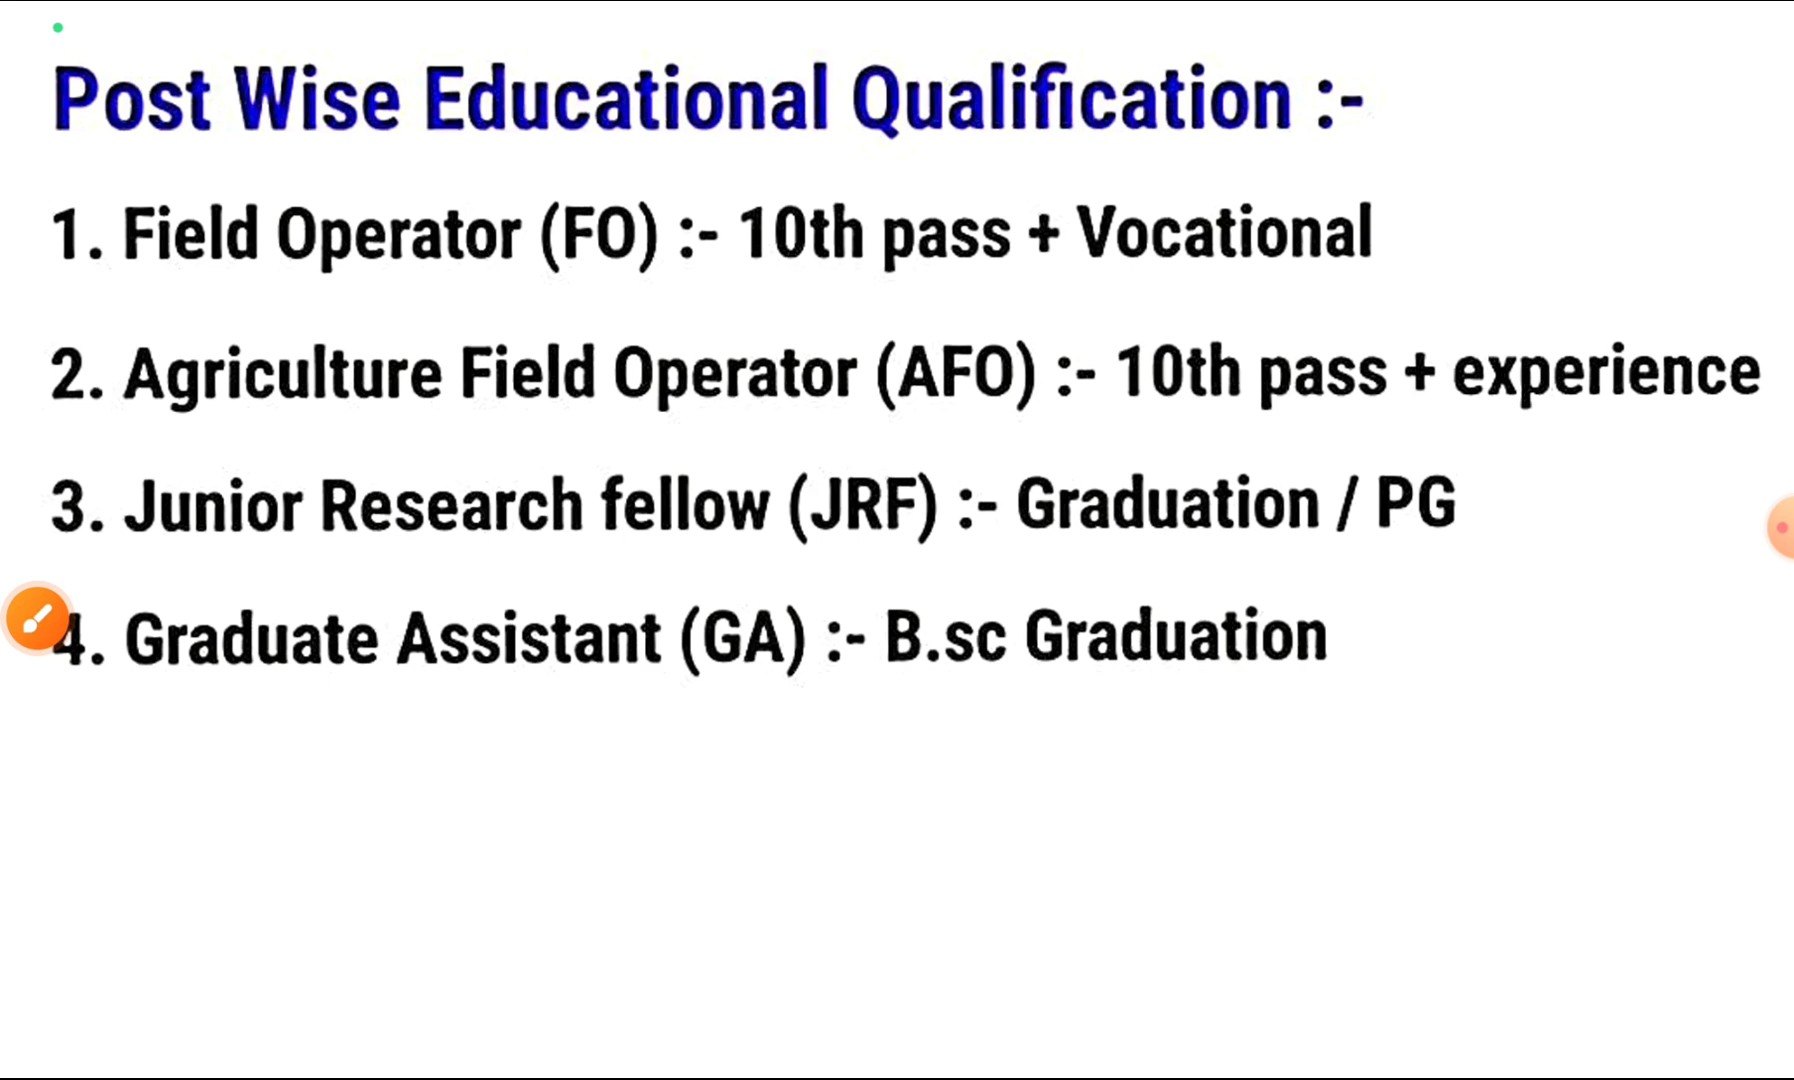 Post Wise Educational Qualification :-
1. Field Operator (FO) :- 10th pass + Vocational
2. Agriculture Field Operator (AFO) :- 10th pass + experience
3. Junior Research fellow (JRF) :- Graduation / PG
4. Graduate Assistant (GA) :- B.sc Graduation